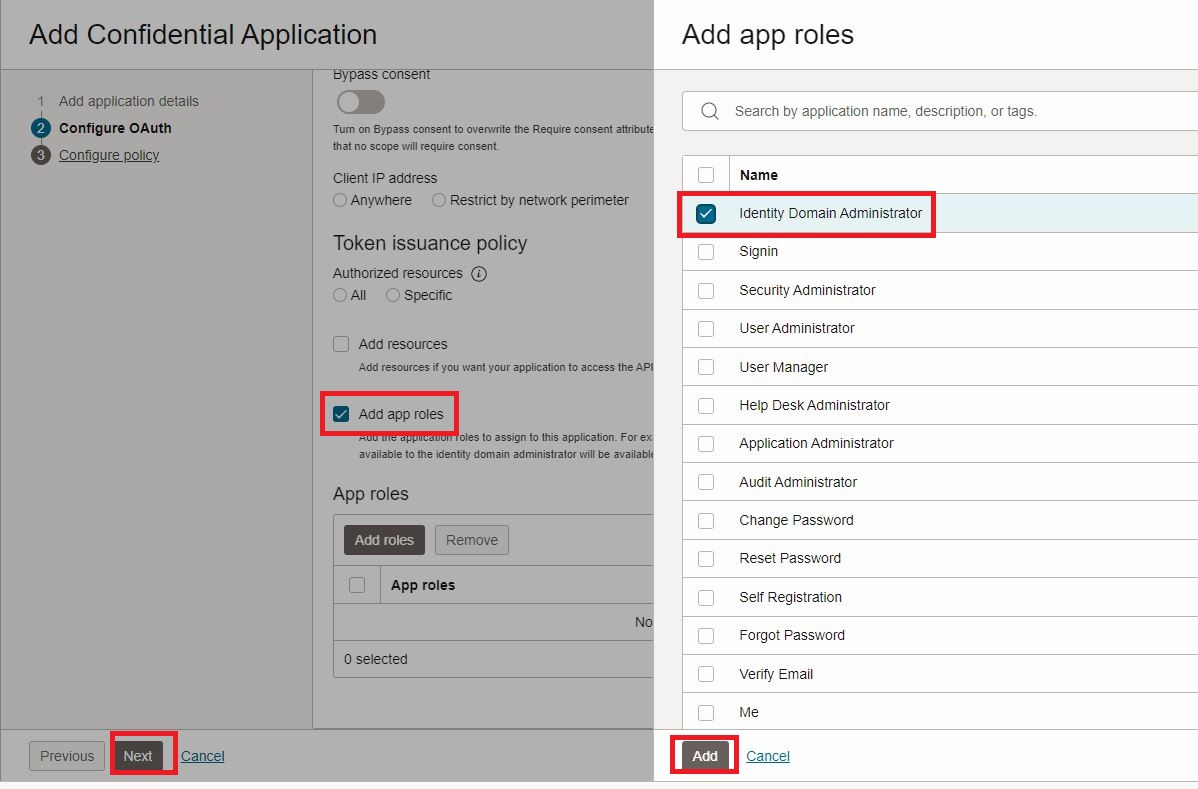 Add Confidential Application
1 Add application details
2 Configure OAuth
3 Configure policy
Bypass consent
Turn on Bypass consent to overwrite the Require consent attribute
that no scope will require consent.
Client IP address
Anywhere Restrict by network perimeter
Token issuance policy
Authorized resources i
All Specific
Add resources
Add resources if you want your application to access the API
Add app roles
Add the application roles to assign to this application. For exa
available to the identity domain administrator will be available
App roles
Add roles Remove
App roles
No
0 selected
Previous Next Cancel
Add app roles
Search by application name, description, or tags.
Name
Identity Domain Administrator
Signin
Security Administrator
User Administrator
User Manager
Help Desk Administrator
Application Administrator
Audit Administrator
Change Password
Reset Password
Self Registration
Forgot Password
Verify Email
Me
Add Cancel